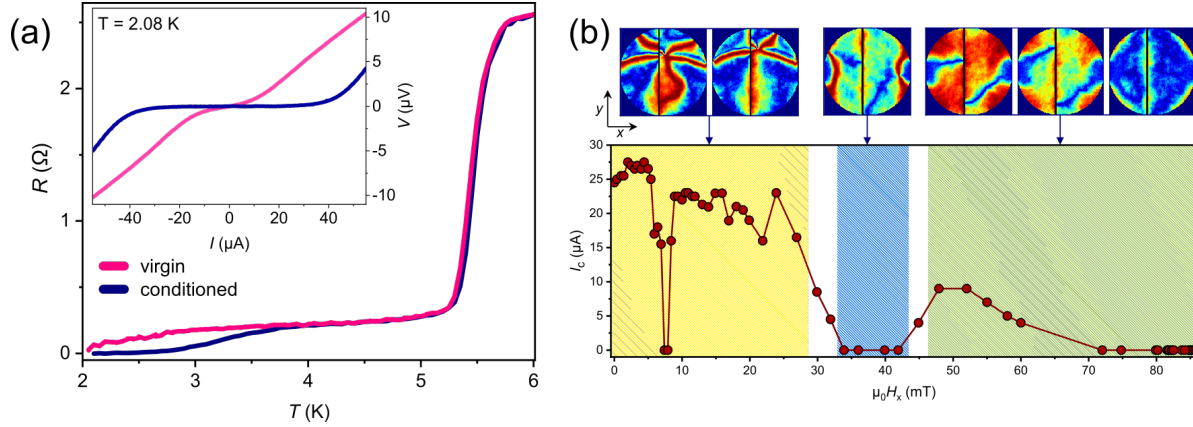 (a)
T = 2.08 K
10
5
0
-5
-10
V (µV)
-40 -20 0 20 40
I (µA)
virgin
conditioned
2
1
0
R (Ω)
2 3 4 5 6
T (K)
(b)
y
x
30
25
20
15
10
5
0
I_C (µA)
0 10 20 30 40 50 60 70 80
µ₀Hₓ (mT)